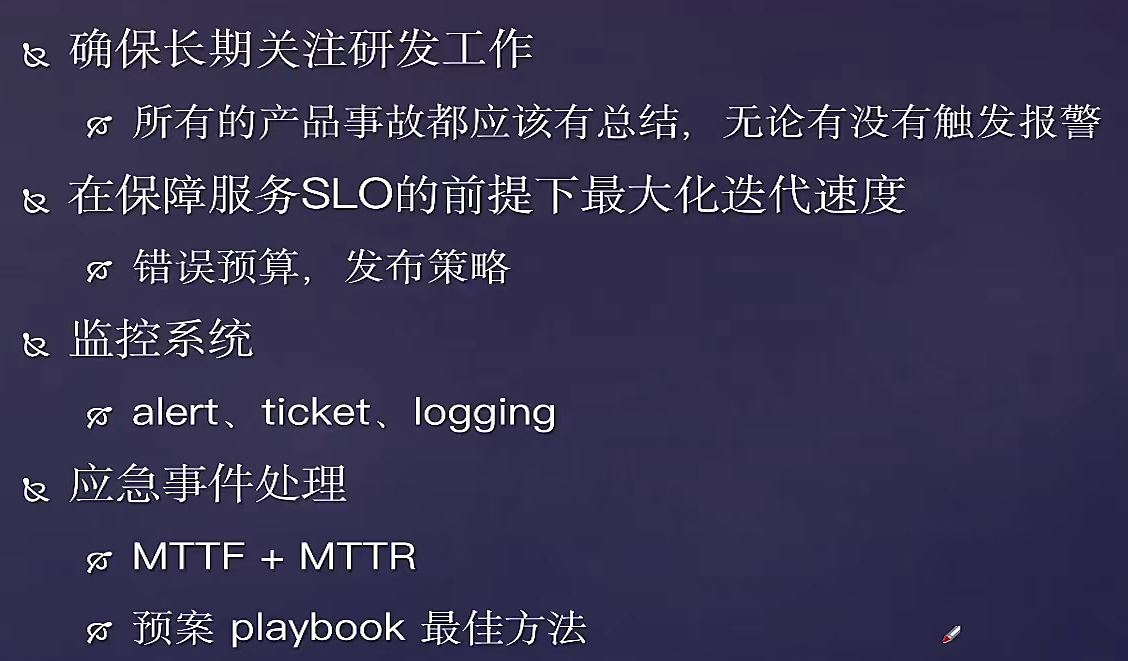 确保长期关注研发工作
所有的产品事故都应该有总结，无论有没有触发报警
在保障服务SLO的前提下最大化迭代速度
错误预算，发布策略
监控系统
alert、ticket、logging
应急事件处理
MTTF + MTTR
预案 playbook 最佳方法